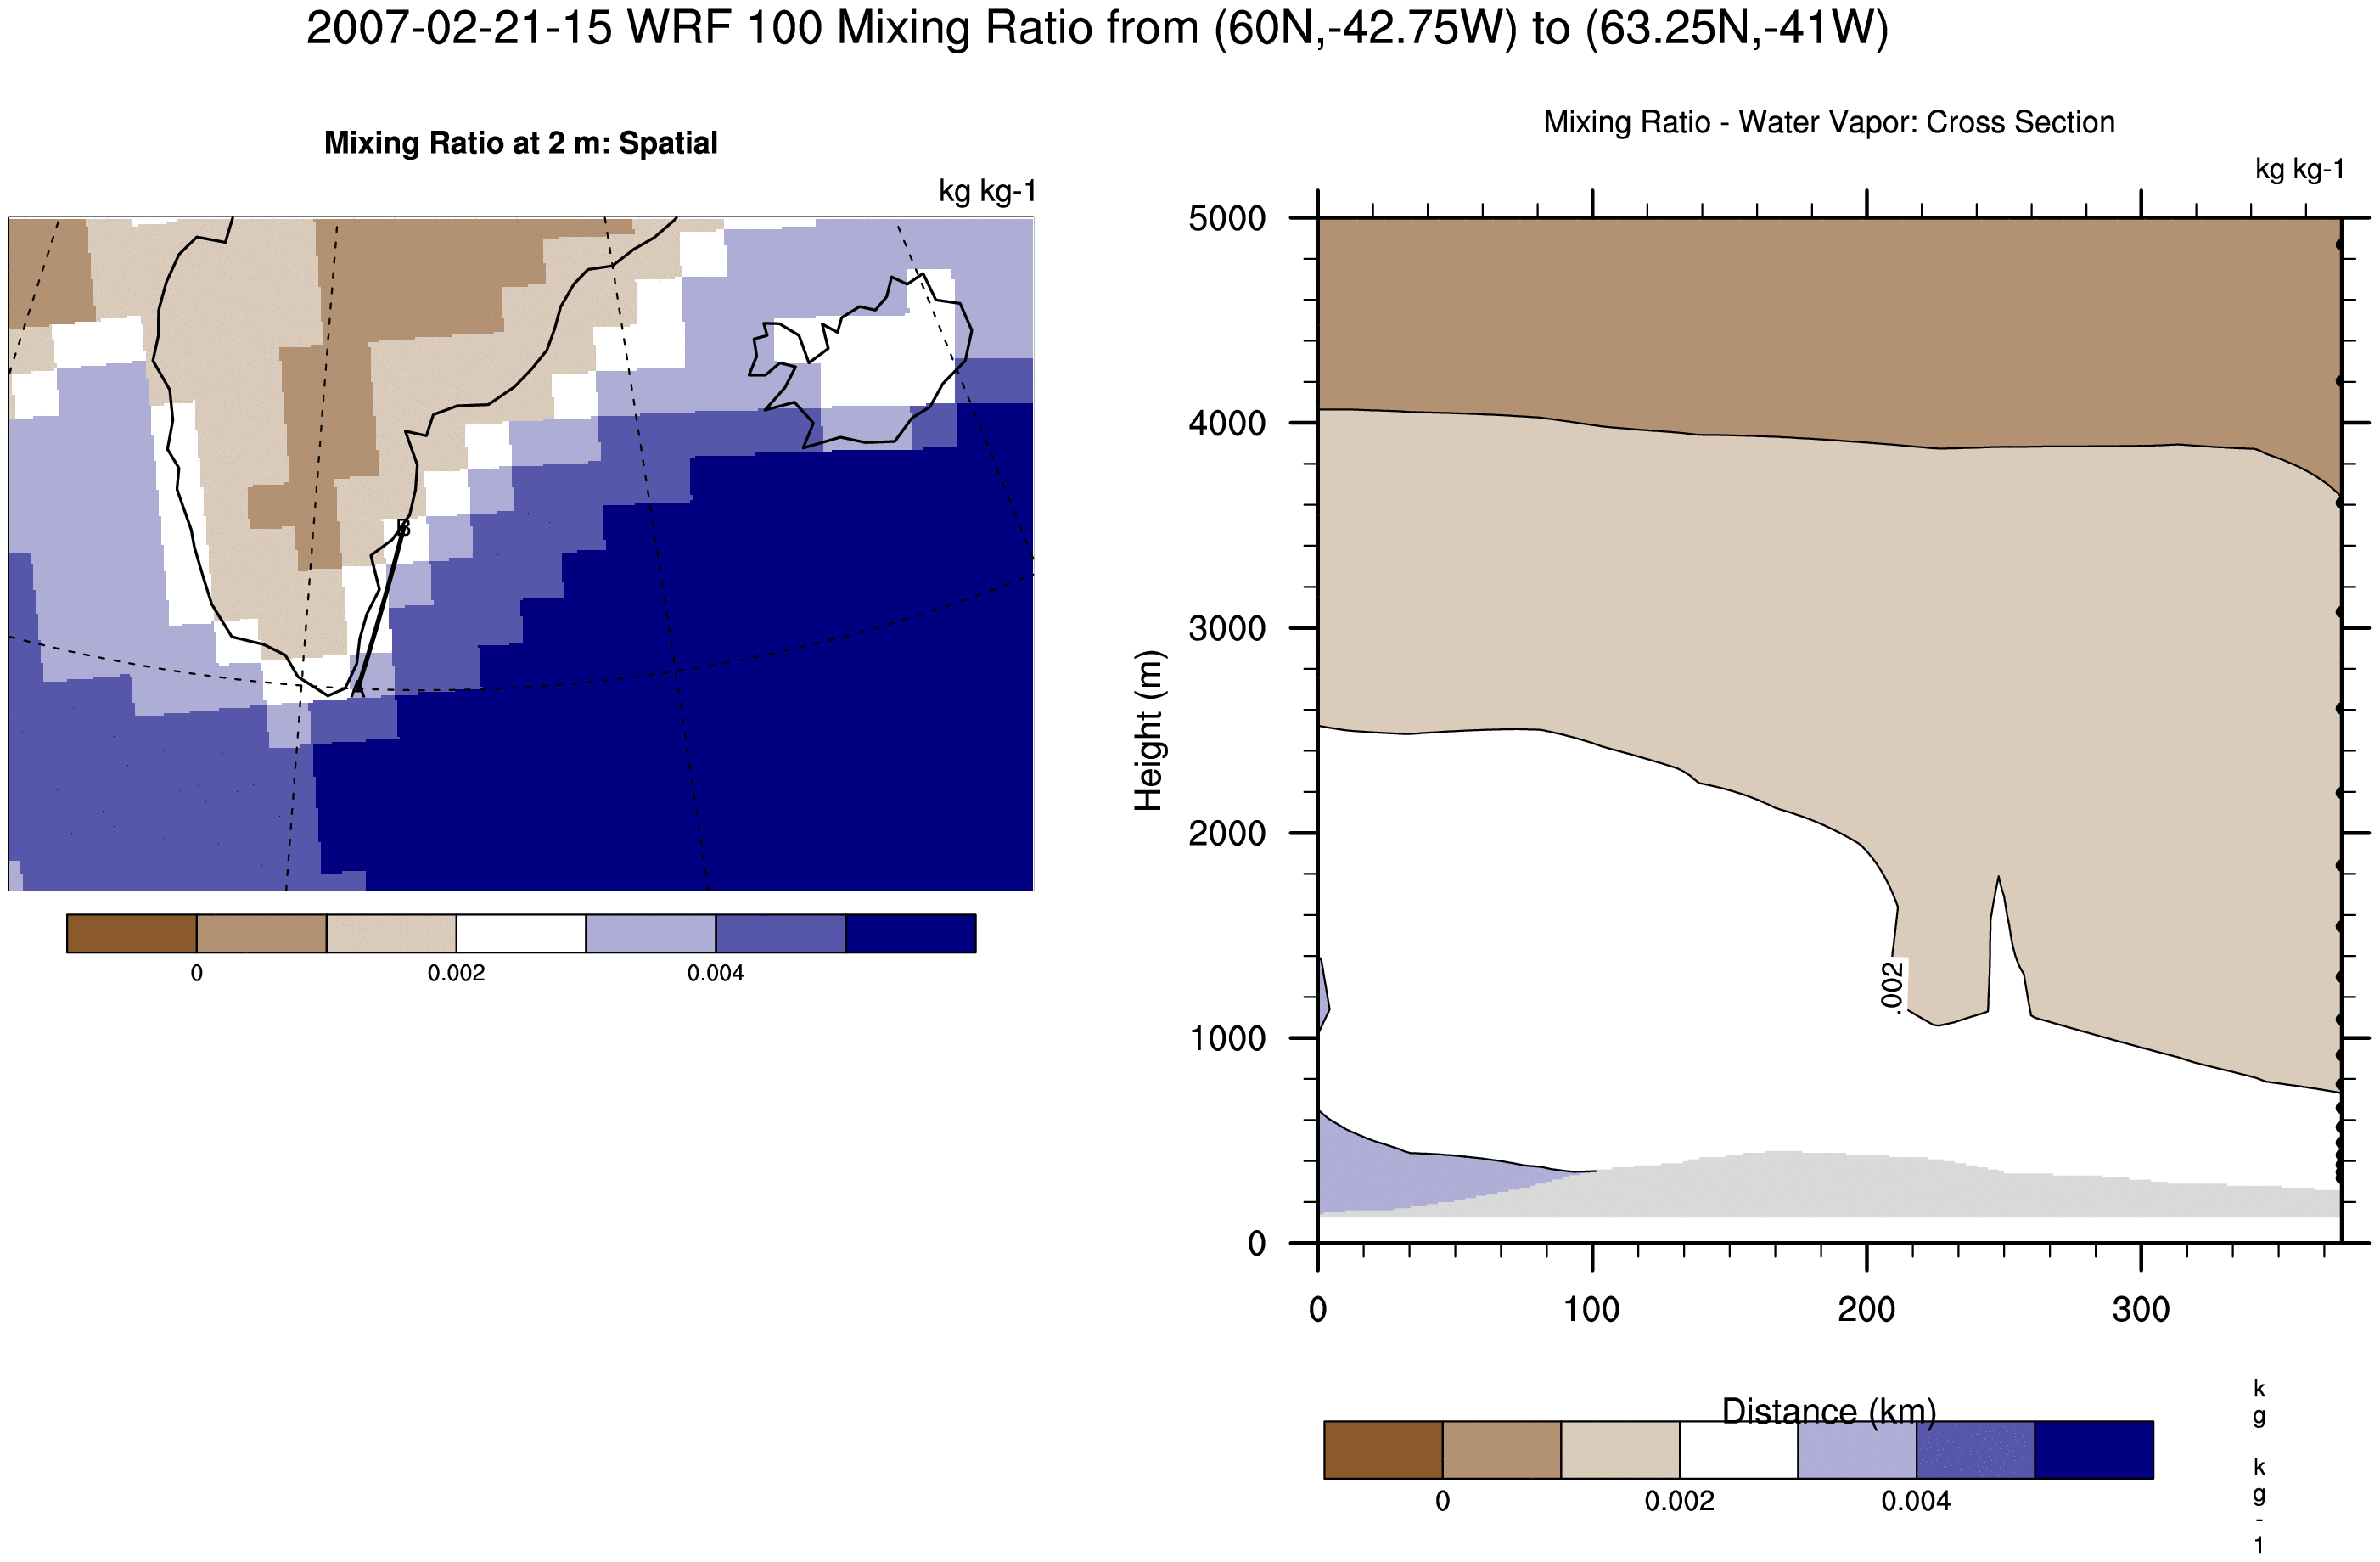 2007-02-21-15 WRF 100 Mixing Ratio from (60N,-42.75W) to (63.25N,-41W)
Mixing Ratio at 2 m: Spatial
kg kg-1
B
A
0 0.002 0.004
Mixing Ratio - Water Vapor: Cross Section
kg kg-1
5000
4000
3000
2000
1000
0
Height (m)
.002
0 100 200 300
Distance (km)
0 0.002 0.004
k
g
k
g
-
1